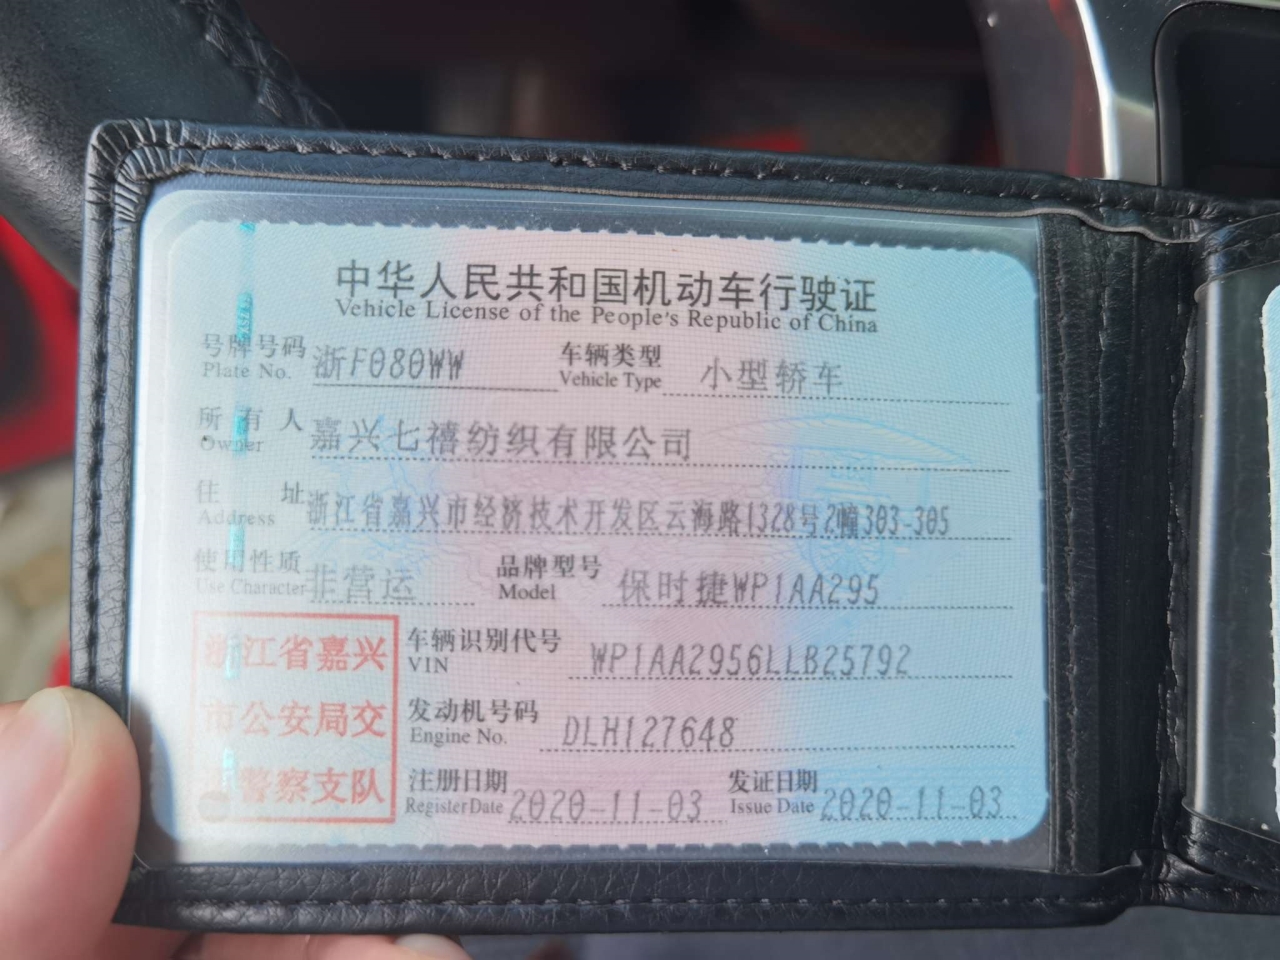 中华人民共和国机动车行驶证
Vehicle License of the People's Republic of China
号牌号码 浙F080WW 车辆类型 小型轿车
Plate No. Vehicle Type
所有人 嘉兴七禧纺织有限公司
Owner
住址 浙江省嘉兴市经济技术开发区云海路1328号2幢303-305
Address
使用性质 非营运 品牌型号 保时捷WP1AA295
Use Character Model
浙江省嘉兴 车辆识别代号 WP1AA2956LLB25792
VIN
市公安局交 发动机号码 DLH127648
Engine No.
警察支队 注册日期 2020-11-03 发证日期 2020-11-03
Register Date Issue Date